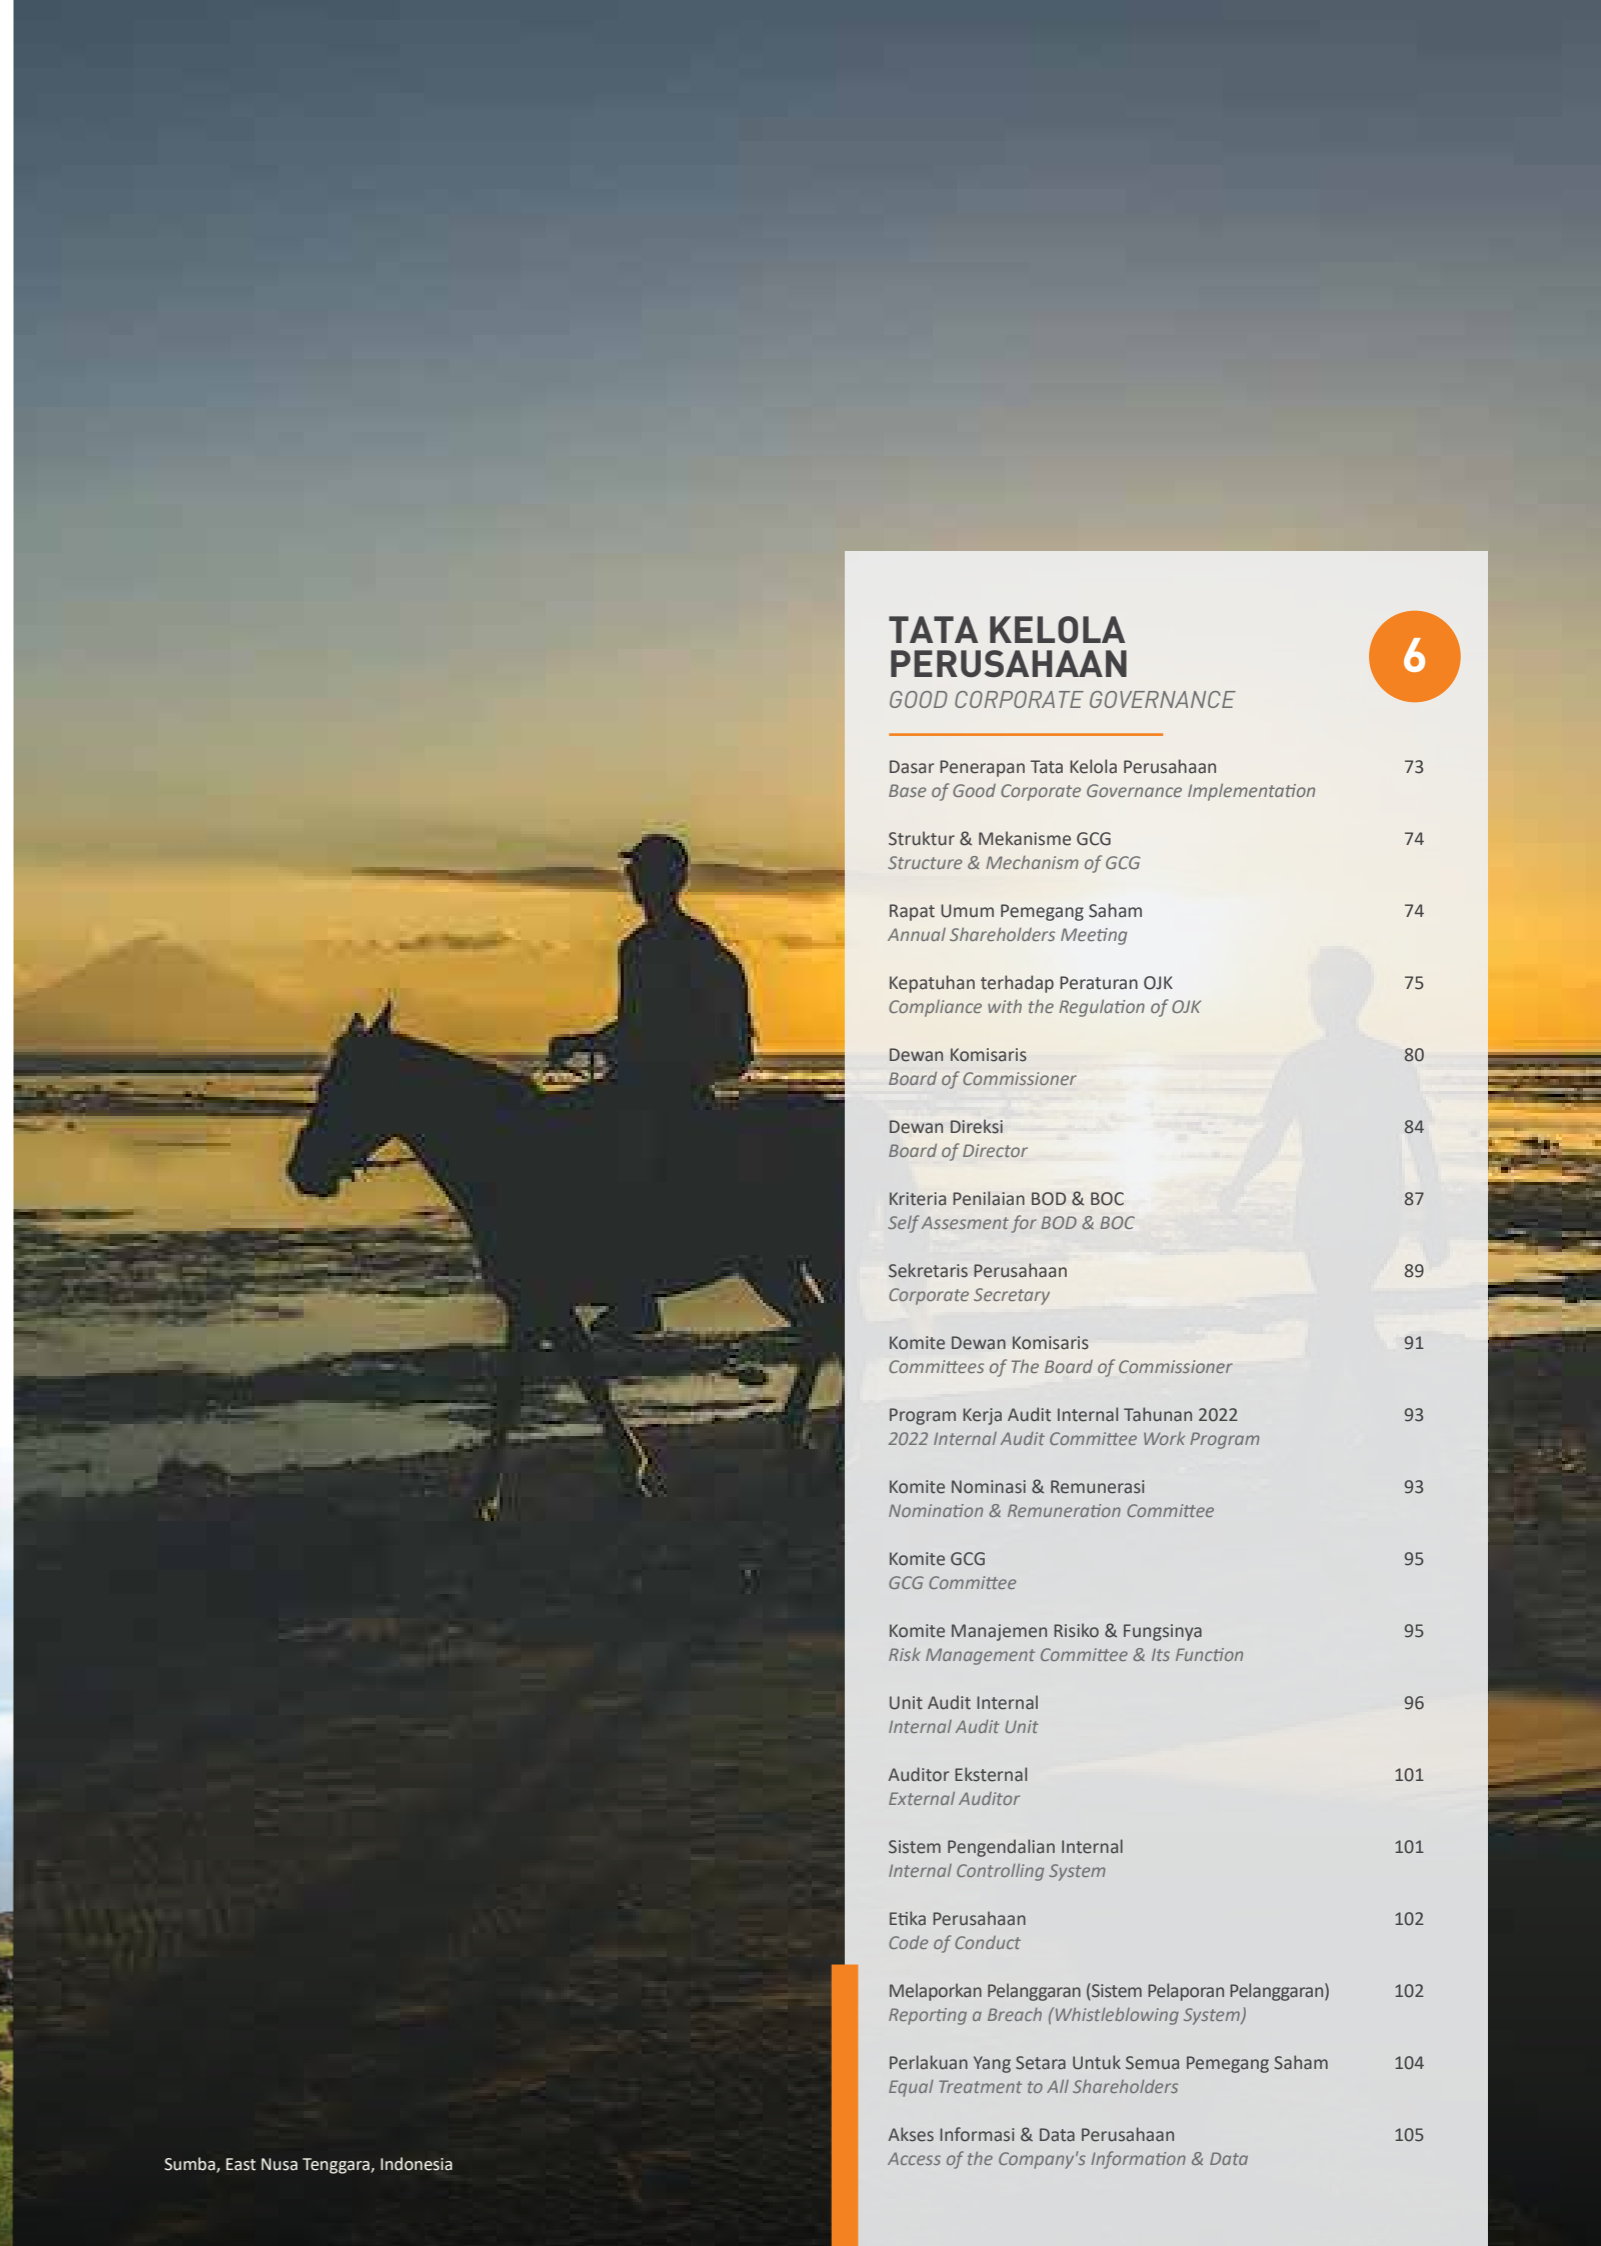 TATA KELOLA
PERUSAHAAN
GOOD CORPORATE GOVERNANCE
6
Dasar Penerapan Tata Kelola Perusahaan 73
Base of Good Corporate Governance Implementation
Struktur & Mekanisme GCG 74
Structure & Mechanism of GCG
Rapat Umum Pemegang Saham 74
Annual Shareholders Meeting
Kepatuhan terhadap Peraturan OJK 75
Compliance with the Regulation of OJK
Dewan Komisaris 80
Board of Commissioner
Dewan Direksi 84
Board of Director
Kriteria Penilaian BOD & BOC 87
Self Assesment for BOD & BOC
Sekretaris Perusahaan 89
Corporate Secretary
Komite Dewan Komisaris 91
Committees of The Board of Commissioner
Program Kerja Audit Internal Tahunan 2022 93
2022 Internal Audit Committee Work Program
Komite Nominasi & Remunerasi 93
Nomination & Remuneration Committee
Komite GCG 95
GCG Committee
Komite Manajemen Risiko & Fungsinya 95
Risk Management Committee & Its Function
Unit Audit Internal 96
Internal Audit Unit
Auditor Eksternal 101
External Auditor
Sistem Pengendalian Internal 101
Internal Controlling System
Etika Perusahaan 102
Code of Conduct
Melaporkan Pelanggaran (Sistem Pelaporan Pelanggaran) 102
Reporting a Breach (Whistleblowing System)
Perlakuan Yang Setara Untuk Semua Pemegang Saham 104
Equal Treatment to All Shareholders
Akses Informasi & Data Perusahaan 105
Access of the Company's Information & Data
Sumba, East Nusa Tenggara, Indonesia